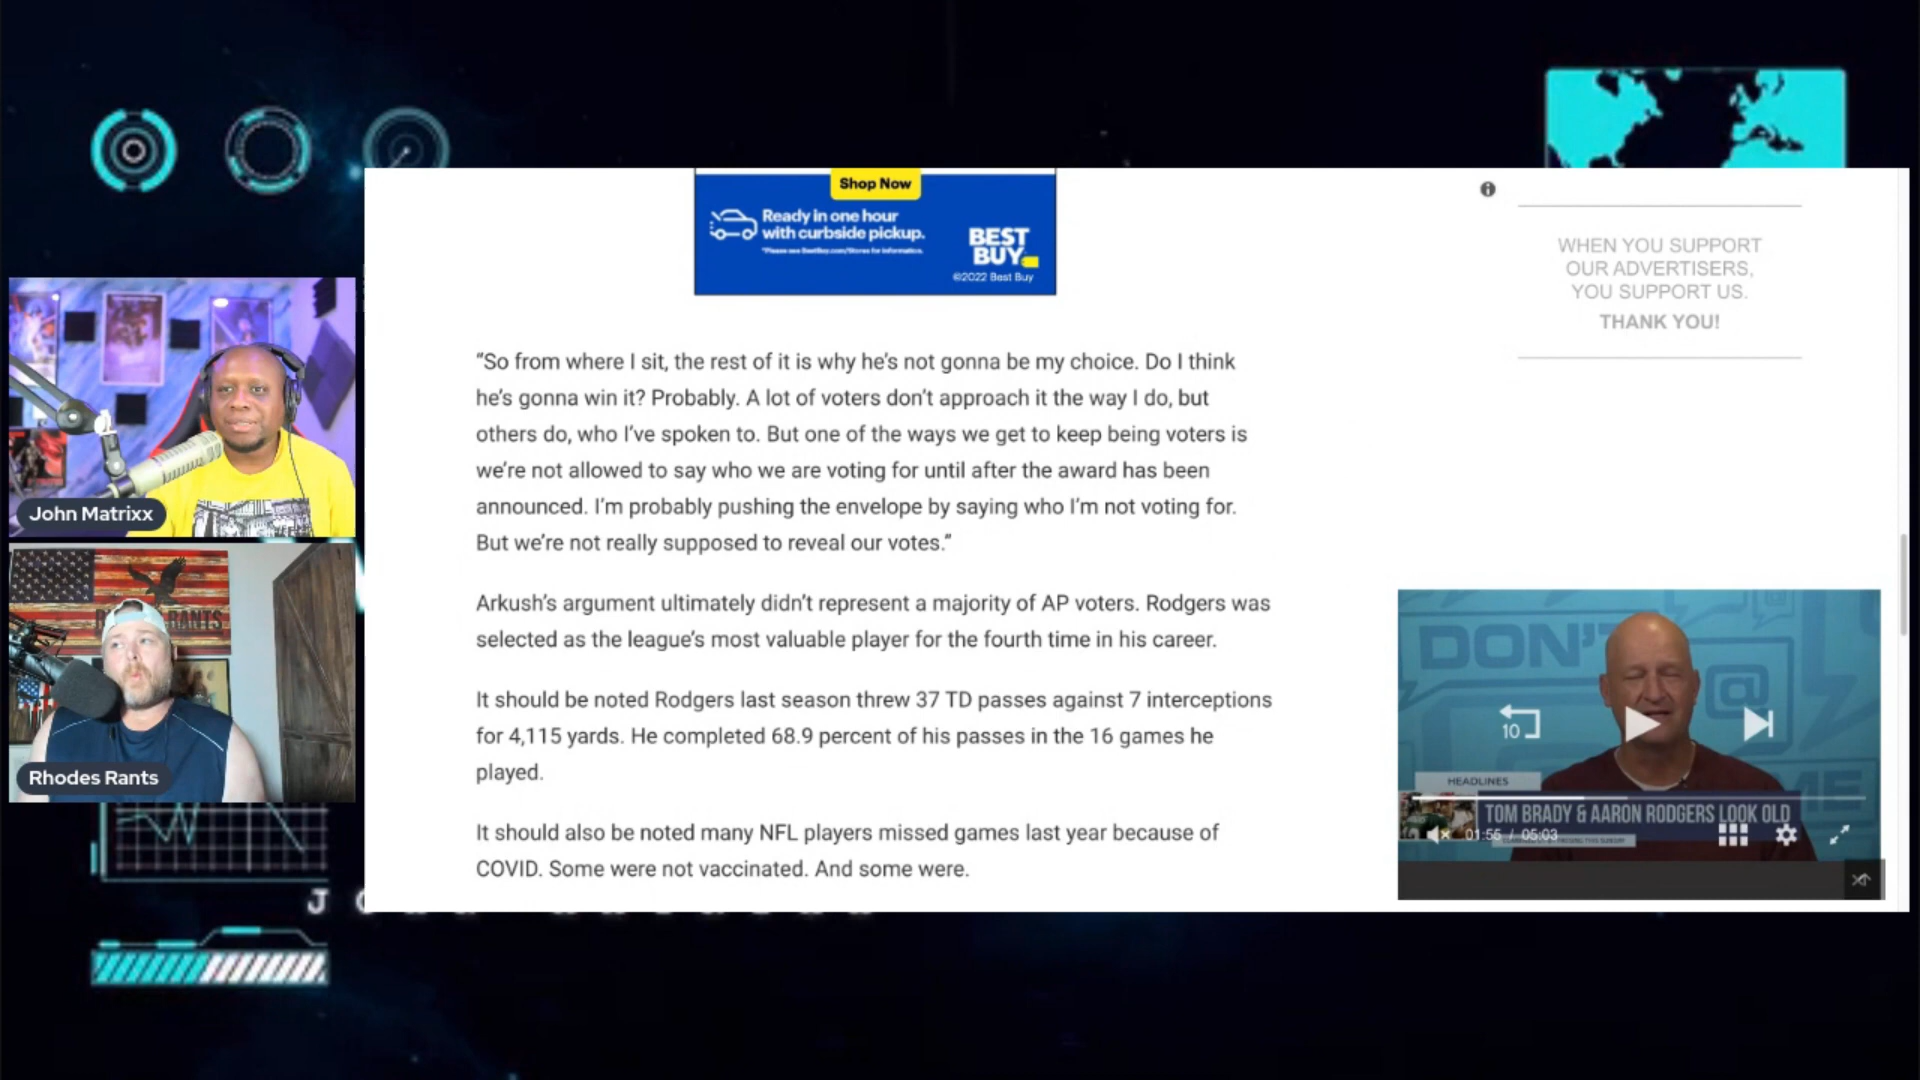 Shop Now
Ready in one hour
with curbside pickup.
*Please see BestBuy.com/Stores for information.
BEST
BUY
©2022 Best Buy
WHEN YOU SUPPORT
OUR ADVERTISERS,
YOU SUPPORT US.
THANK YOU!
“So from where I sit, the rest of it is why he’s not gonna be my choice. Do I think
he’s gonna win it? Probably. A lot of voters don’t approach it the way I do, but
others do, who I’ve spoken to. But one of the ways we get to keep being voters is
we’re not allowed to say who we are voting for until after the award has been
announced. I’m probably pushing the envelope by saying who I’m not voting for.
But we’re not really supposed to reveal our votes.”
Arkush’s argument ultimately didn’t represent a majority of AP voters. Rodgers was
selected as the league’s most valuable player for the fourth time in his career.
It should be noted Rodgers last season threw 37 TD passes against 7 interceptions
for 4,115 yards. He completed 68.9 percent of his passes in the 16 games he
played.
It should also be noted many NFL players missed games last year because of
COVID. Some were not vaccinated. And some were.
John Matrixx
RANTS
Rhodes Rants
DON'T
@
10
HEADLINES
TOM BRADY & AARON RODGERS LOOK OLD
01:55 / 05:03
J